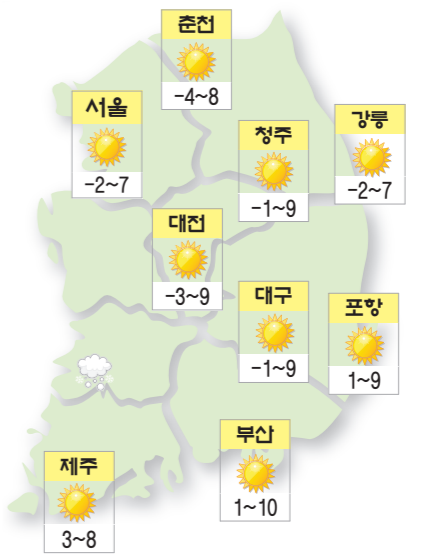 춘천
-4~8
서울
-2~7
강릉
-2~7
청주
-1~9
대전
-3~9
대구
-1~9
포항
1~9
부산
1~10
제주
3~8